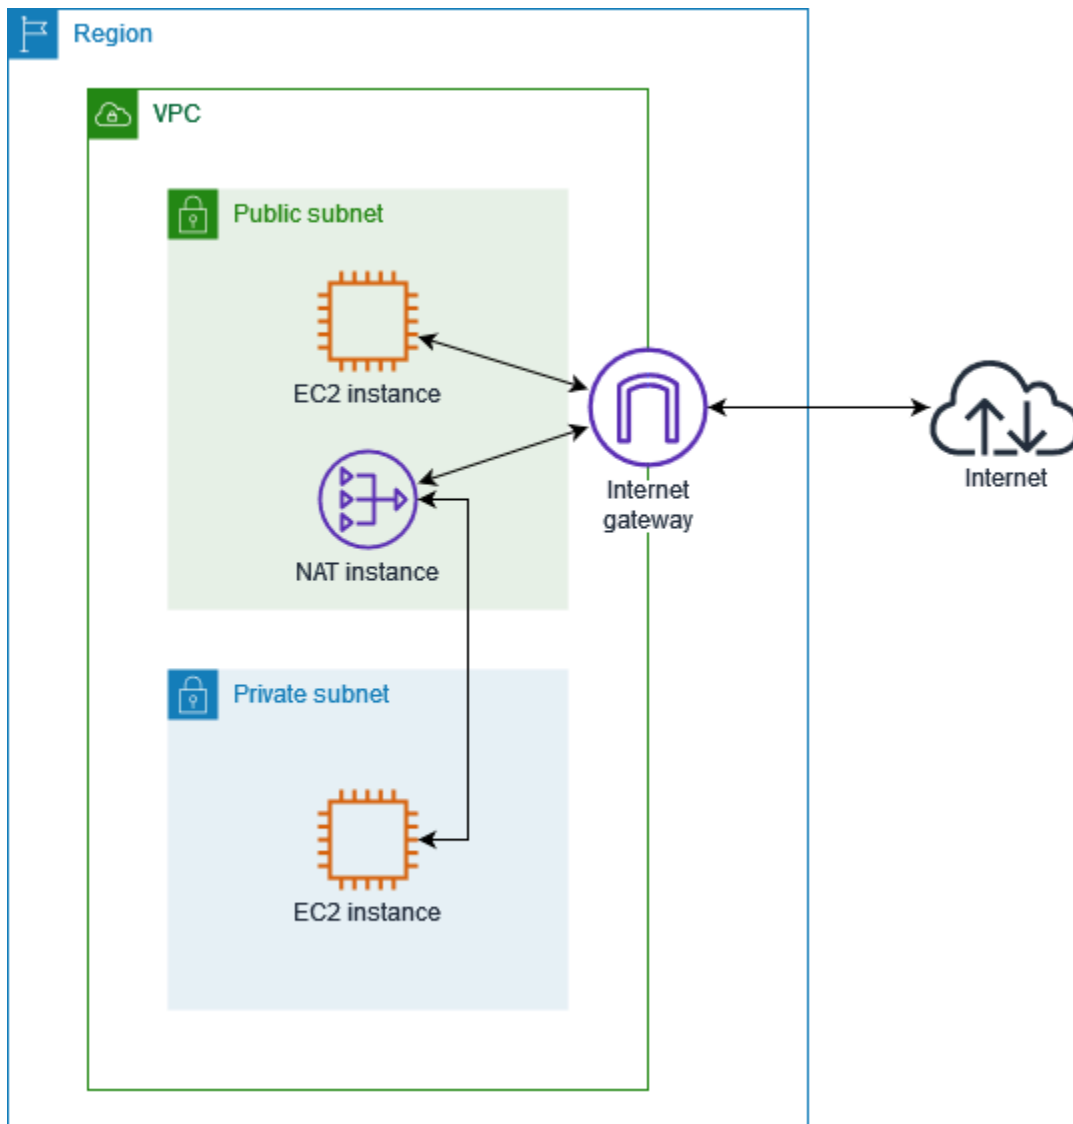 Region
VPC
Public subnet
EC2 instance
NAT instance
Internet
gateway
Internet
Private subnet
EC2 instance